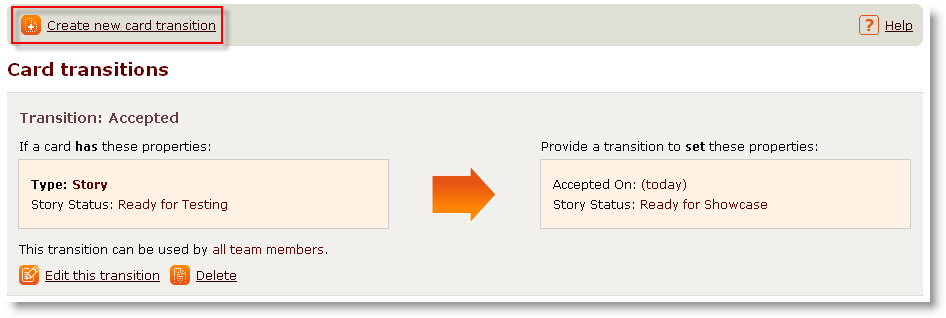 Create new card transition
Help
Card transitions
Transition: Accepted
If a card has these properties:
Type: Story
Story Status: Ready for Testing
Provide a transition to set these properties:
Accepted On: (today)
Story Status: Ready for Showcase
This transition can be used by all team members.
Edit this transition
Delete